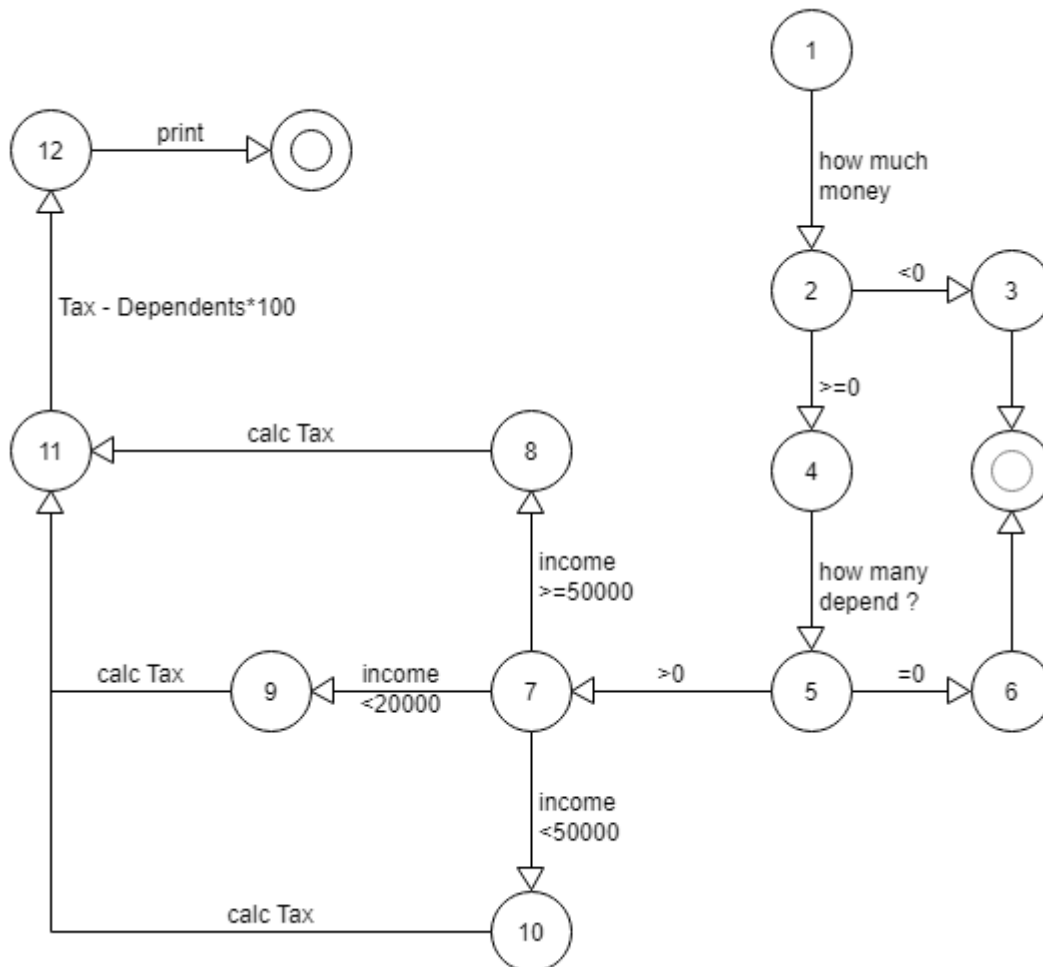 1
12
print
how much
money
2
<0
3
Tax - Dependents*100
>=0
11
calc Tax
8
4
income
>=50000
how many
depend ?
calc Tax
9
income
<20000
7
>0
5
=0
6
income
<50000
calc Tax
10